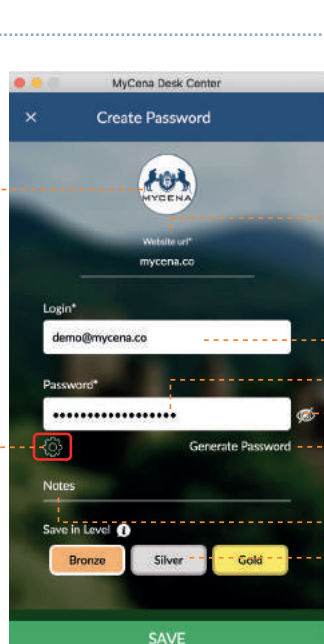 MyCena Desk Center
× Create Password
MYCENA
Website url*
mycena.co
Login*
demo@mycena.co
Password*
••••••••••••••••••
Generate Password
Notes
Save in Level i
Bronze Silver Gold
SAVE